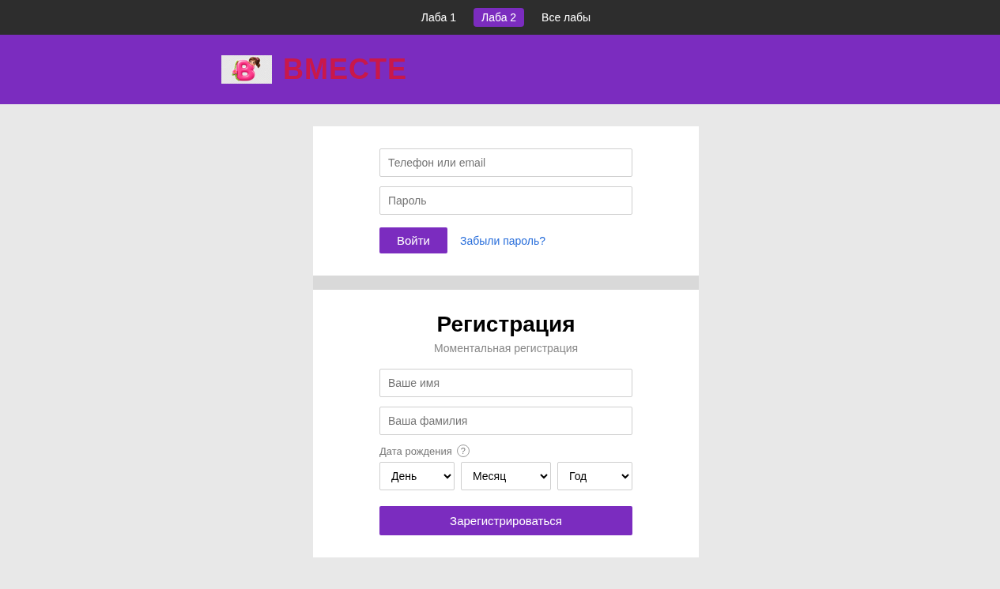 Лаба 1 Лаба 2 Все лабы
В ВМЕСТЕ
Телефон или email
Пароль
Войти Забыли пароль?
Регистрация
Моментальная регистрация
Ваше имя
Ваша фамилия
Дата рождения ?
День Месяц Год
Зарегистрироваться